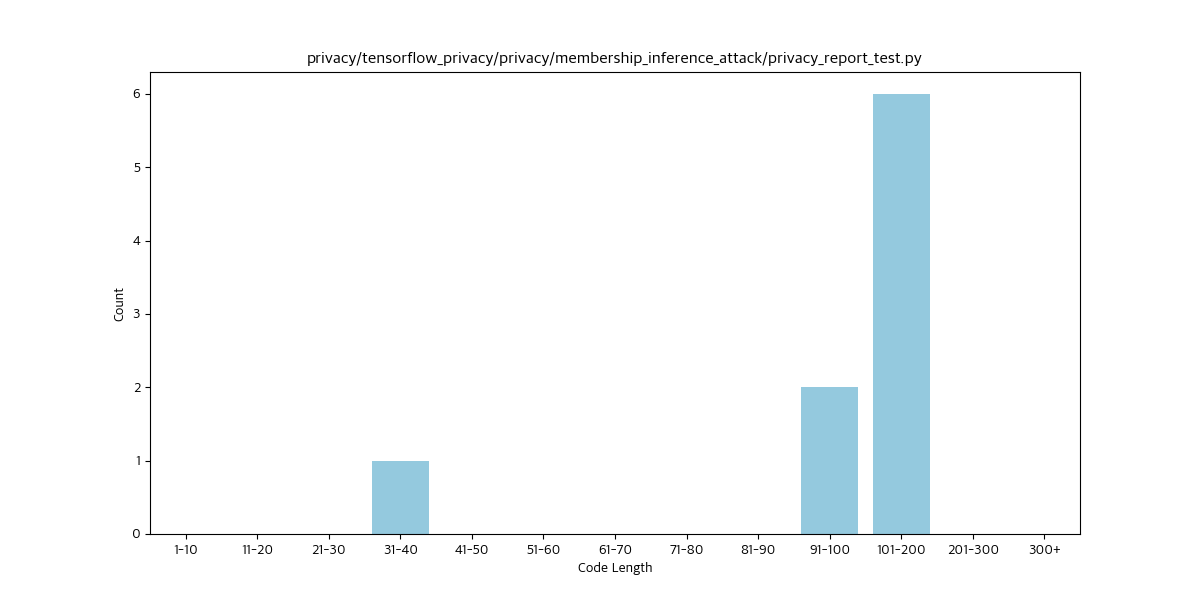 privacy/tensorflow_privacy/privacy/membership_inference_attack/privacy_report_test.py
6
5
4
3
2
1
0
Count
1-10 11-20 21-30 31-40 41-50 51-60 61-70 71-80 81-90 91-100 101-200 201-300 300+
Code Length